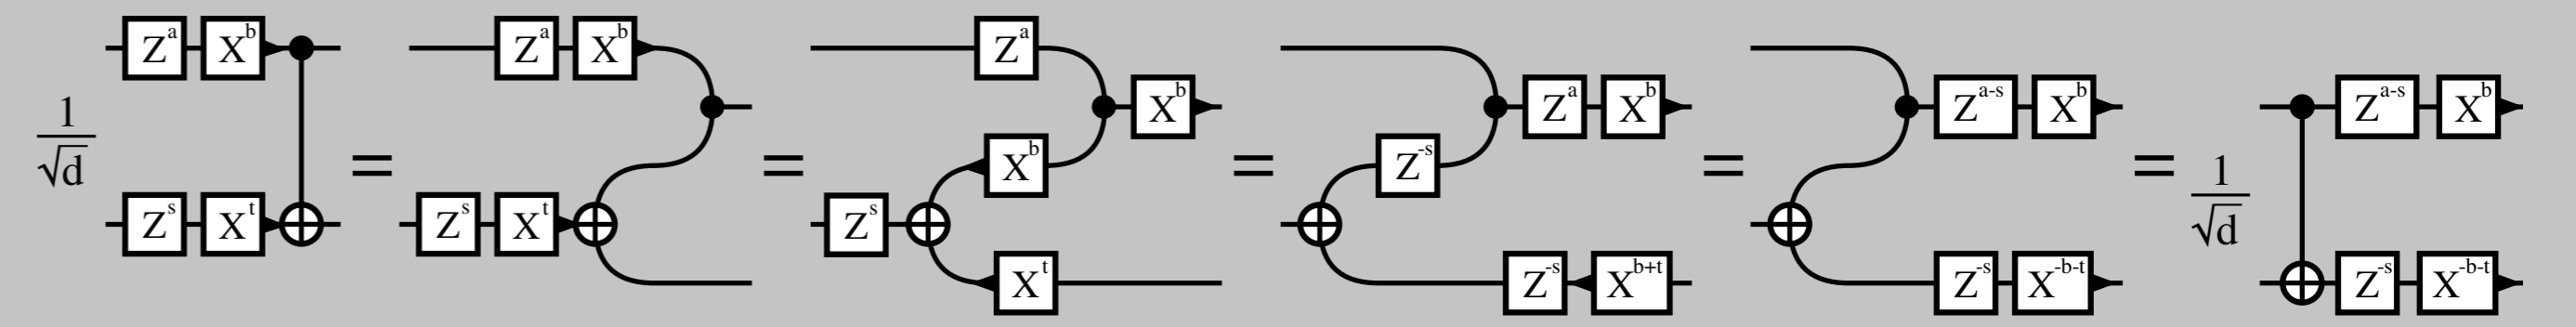 1/√d Z^a X^b Z^s X^t
= Z^a X^b Z^s X^t
= Z^a X^b X^b Z^s X^t
= Z^a X^b Z^-s Z^-s X^b+t
= Z^a-s X^b Z^-s X^-b-t
= 1/√d Z^a-s X^b Z^-s X^-b-t